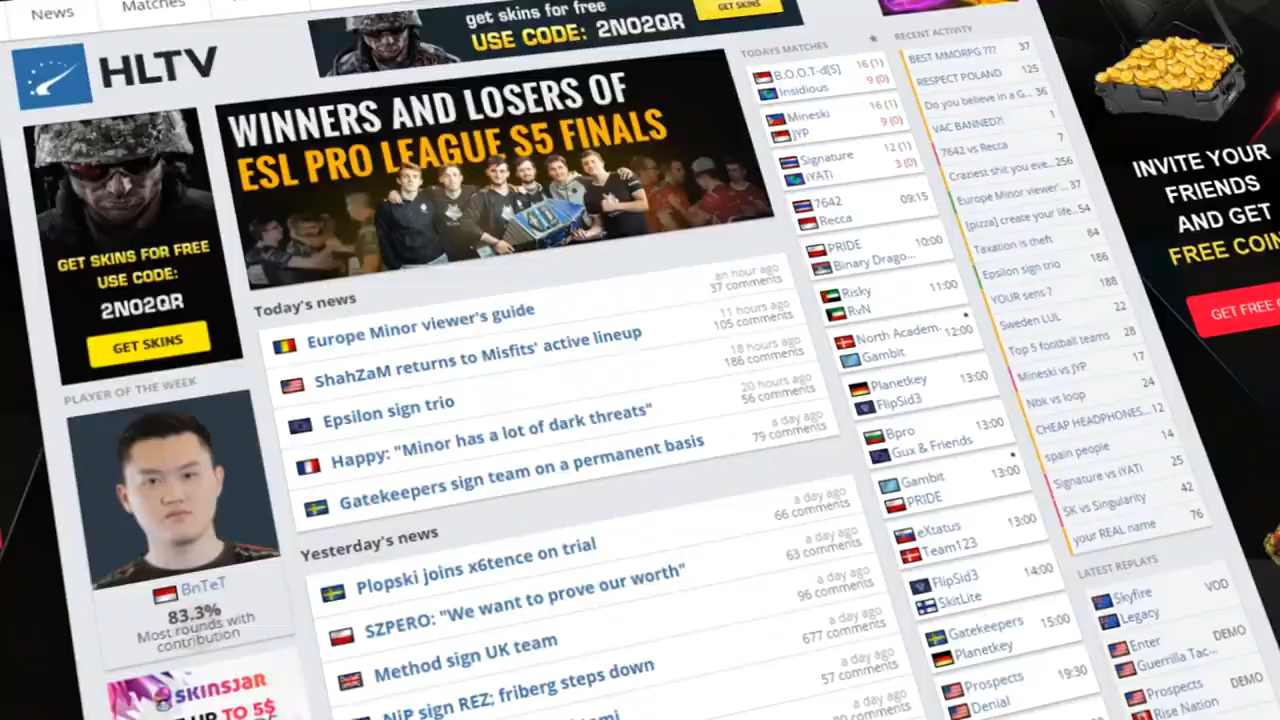 News
Matches
HLTV
get skins for free
USE CODE: 2NO2QR
GET SKINS
GET SKINS FOR FREE
USE CODE:
2NO2QR
GET SKINS
PLAYER OF THE WEEK
BnTeT
83.3%
Most rounds with
contribution
SKINSJAR
UP TO 5$
WINNERS AND LOSERS OF
ESL PRO LEAGUE S5 FINALS
Today's news
Europe Minor viewer's guide
an hour ago
37 comments
ShahZaM returns to Misfits' active lineup
11 hours ago
105 comments
Epsilon sign trio
18 hours ago
186 comments
Happy: "Minor has a lot of dark threats"
20 hours ago
56 comments
Gatekeepers sign team on a permanent basis
a day ago
79 comments
Yesterday's news
Plopski joins x6tence on trial
a day ago
66 comments
SZPERO: "We want to prove our worth"
a day ago
63 comments
Method sign UK team
a day ago
96 comments
NiP sign REZ; friberg steps down
a day ago
677 comments
a day ago
57 comments
a day ago
TODAYS MATCHES
B.O.O.T-d[S] 16 (1)
Insidious 9 (0)
Mineski 16 (1)
JYP 9 (0)
Signature 12 (1)
iYATi 3 (0)
7642 09:15
Recca
PRIDE 10:00
Binary Drago...
Risky 11:00
RvN
North Academ... 12:00
Gambit
Planetkey 13:00
FlipSid3
Bpro 13:00
Gux & Friends
Gambit 13:00
PRIDE
eXtatus 13:00
Team123
FlipSid3 14:00
SkitLite
Gatekeepers 15:00
Planetkey
Prospects 19:30
Denial
RECENT ACTIVITY
BEST MMORPG ??? 37
RESPECT POLAND 125
Do you believe in a G... 36
VAC BANNED?! 1
7642 vs Recca 7
Craziest shit you eve... 256
Europe Minor viewer'... 37
[pizza] create your life... 54
Taxation is theft 84
Epsilon sign trio 186
YOUR sens ? 188
Sweden LUL 22
Top 5 football teams 28
Mineski vs JYP 17
Nbk vs loop 24
CHEAP HEADPHONES... 12
spain people 14
Signature vs iYATi 25
SK vs Singularity 42
your REAL name 76
LATEST REPLAYS
Skyfire VOD
Legacy
Enter DEMO
Guerrilla Tac...
Prospects DEMO
Rise Nation
INVITE YOUR
FRIENDS
AND GET
FREE COIN
GET FREE